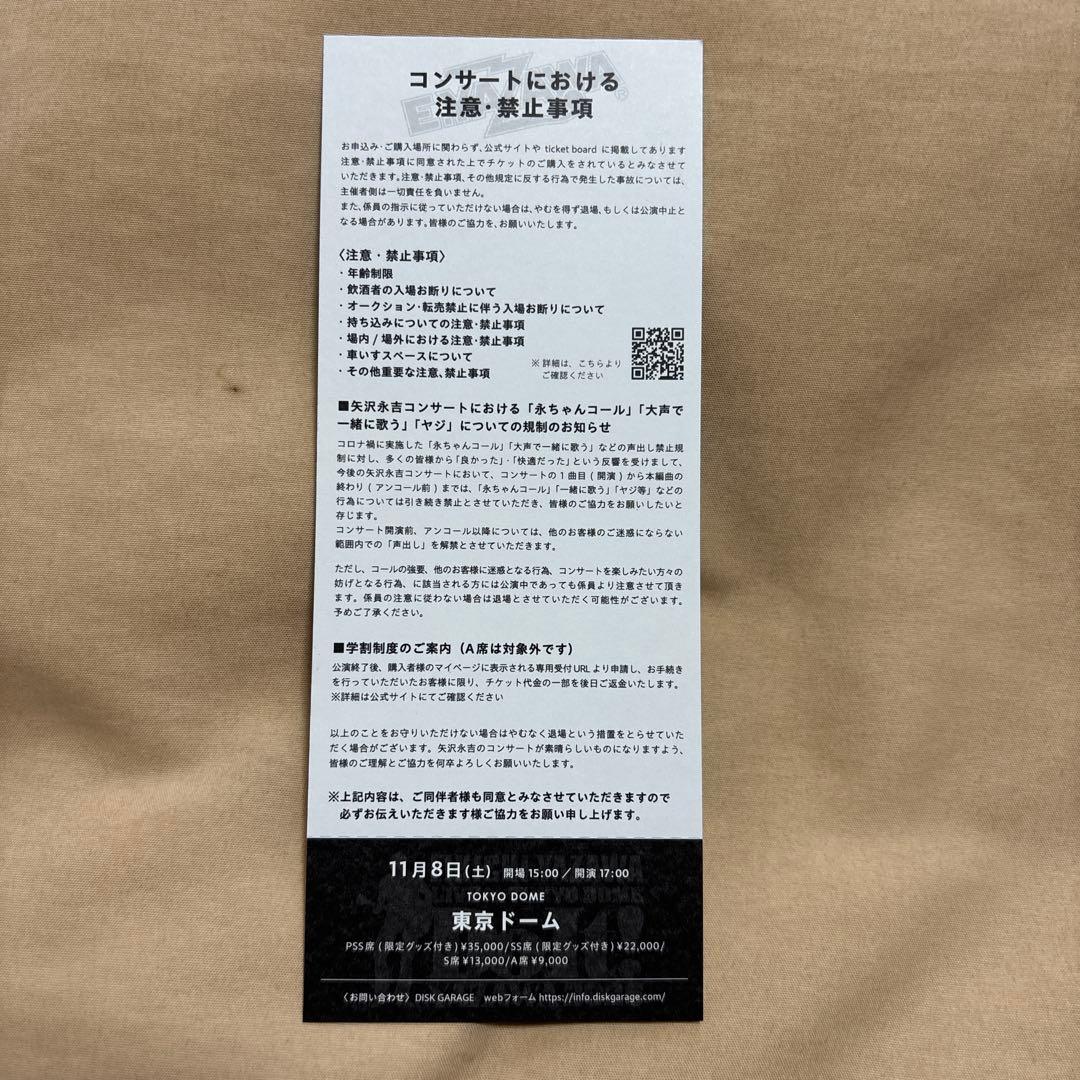 コンサートにおける
注意・禁止事項
お申込み・ご購入場所に関わらず、公式サイトや ticket board に掲載してあります
注意・禁止事項に同意された上でチケットのご購入をされているとみなさせて
いただきます。注意・禁止事項、その他規定に反する行為で発生した事故については、
主催者側は一切責任を負いません。
また、係員の指示に従っていただけない場合は、やむを得ず退場、もしくは公演中止と
なる場合があります。皆様のご協力を、お願いいたします。
〈注意・禁止事項〉
・年齢制限
・飲酒者の入場お断りについて
・オークション・転売禁止に伴う入場お断りについて
・持ち込みについての注意・禁止事項
・場内 / 場外における注意・禁止事項
・車いすスペースについて
・その他重要な注意、禁止事項
※ 詳細は、こちらより
ご確認ください
■矢沢永吉コンサートにおける「永ちゃんコール」「大声で
一緒に歌う」「ヤジ」についての規制のお知らせ
コロナ禍に実施した「永ちゃんコール」「大声で一緒に歌う」などの声出し禁止規
制に対し、多くの皆様から「良かった」・「快適だった」という反響を受けまして、
今後の矢沢永吉コンサートにおいて、コンサートの 1 曲目 ( 開演 ) から本編曲の
終わり ( アンコール前 ) までは、「永ちゃんコール」「一緒に歌う」「ヤジ等」などの
行為については引き続き禁止とさせていただき、皆様のご協力をお願いしたいと
存じます。
コンサート開演前、アンコール以降については、他のお客様のご迷惑にならない
範囲内での「声出し」を解禁とさせていただきます。
ただし、コールの強要、他のお客様に迷惑となる行為、コンサートを楽しみたい方々の
妨げとなる行為、に該当される方には公演中であっても係員より注意させて頂き
ます。係員の注意に従わない場合は退場とさせていただく可能性がございます。
予めご了承ください。
■学割制度のご案内（A席は対象外です）
公演終了後、購入者様のマイページに表示される専用受付URLより申請し、お手続き
を行っていただいたお客様に限り、チケット代金の一部を後日ご返金いたします。
※詳細は公式サイトにてご確認ください
以上のことをお守りいただけない場合はやむなく退場という措置をとらせていた
だく場合がございます。矢沢永吉のコンサートが素晴らしいものになりますよう、
皆様のご理解とご協力を何卒よろしくお願いいたします。
※上記内容は、ご同伴者様も同意とみなさせていただきますので
必ずお伝えいただきます様ご協力をお願い申し上げます。
11月8日(土) 開場 15:00 ／ 開演 17:00
TOKYO DOME
東京ドーム
PSS席 ( 限定グッズ付き ) ¥35,000/SS席 ( 限定グッズ付き ) ¥22,000/
S席 ¥13,000/A席 ¥9,000
〈お問い合わせ〉DISK GARAGE webフォーム https://info.diskgarage.com/